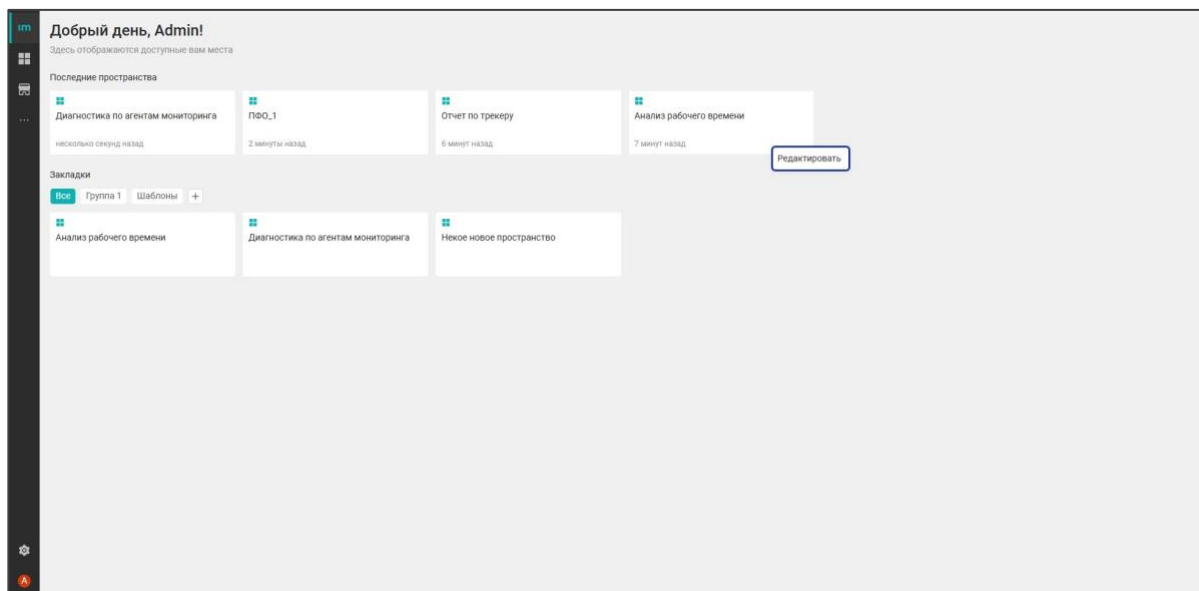 ım
Добрый день, Admin!
Здесь отображаются доступные вам места
Последние пространства
Диагностика по агентам мониторинга
несколько секунд назад
ПФО_1
2 минуты назад
Отчет по трекеру
6 минут назад
Анализ рабочего времени
7 минут назад
Редактировать
Закладки
Все Группа 1 Шаблоны +
Анализ рабочего времени
Диагностика по агентам мониторинга
Некое новое пространство
A